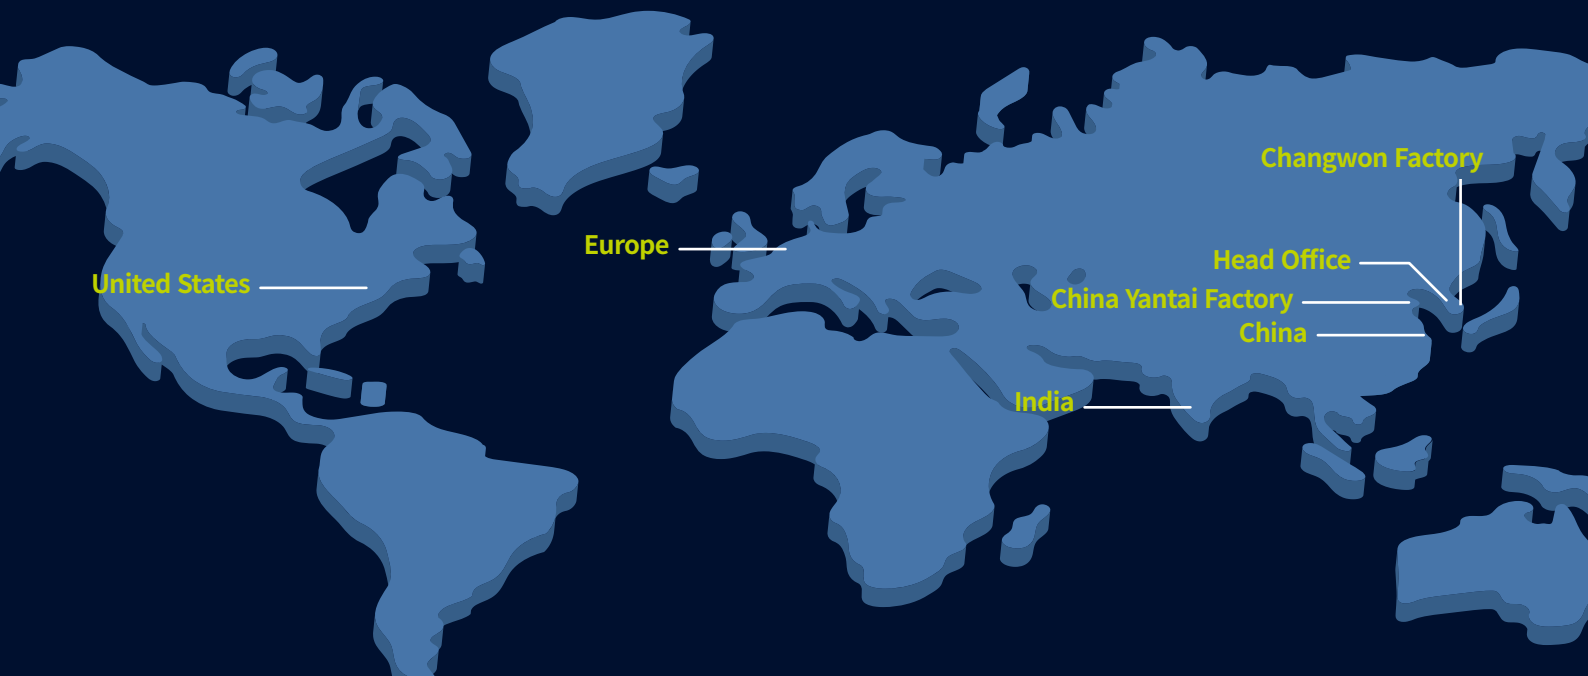 Changwon Factory
Europe
Head Office
United States
China Yantai Factory
China
India